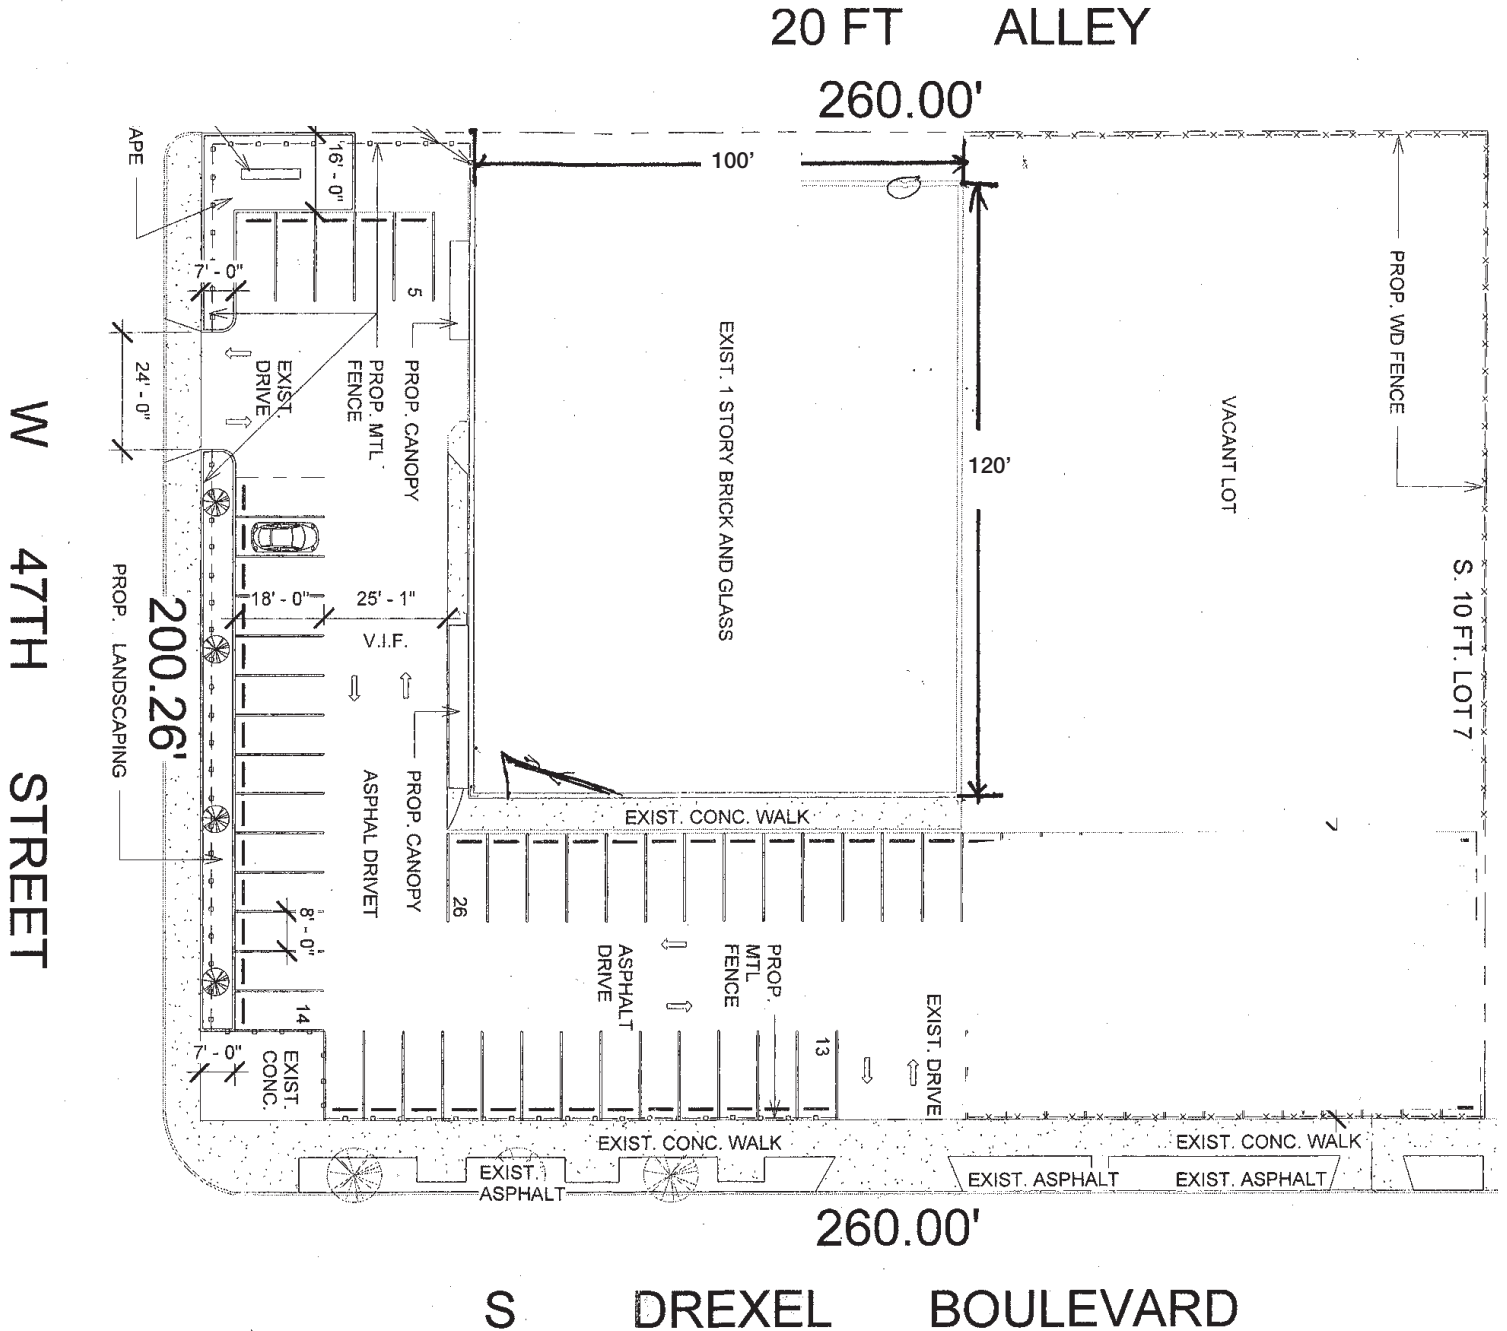 20 FT ALLEY
260.00'
APE
16' - 0"
100'
7' - 0"
5
24' - 0"
EXIST.
DRIVE
PROP. MTL
FENCE
PROP. CANOPY
EXIST. 1 STORY BRICK AND GLASS
120'
VACANT LOT
PROP. WD FENCE
S. 10 FT. LOT 7
W 47TH STREET
200.26'
PROP. LANDSCAPING
18' - 0"
25' - 1"
V.I.F.
ASPHAL DRIVET
PROP. CANOPY
EXIST. CONC. WALK
26
8' - 0"
14
ASPHALT
DRIVE
PROP.
MTL
FENCE
13
EXIST. DRIVE
7' - 0"
EXIST.
CONC.
EXIST. CONC. WALK
EXIST. CONC. WALK
EXIST.
ASPHALT
EXIST. ASPHALT
EXIST. ASPHALT
260.00'
S DREXEL BOULEVARD